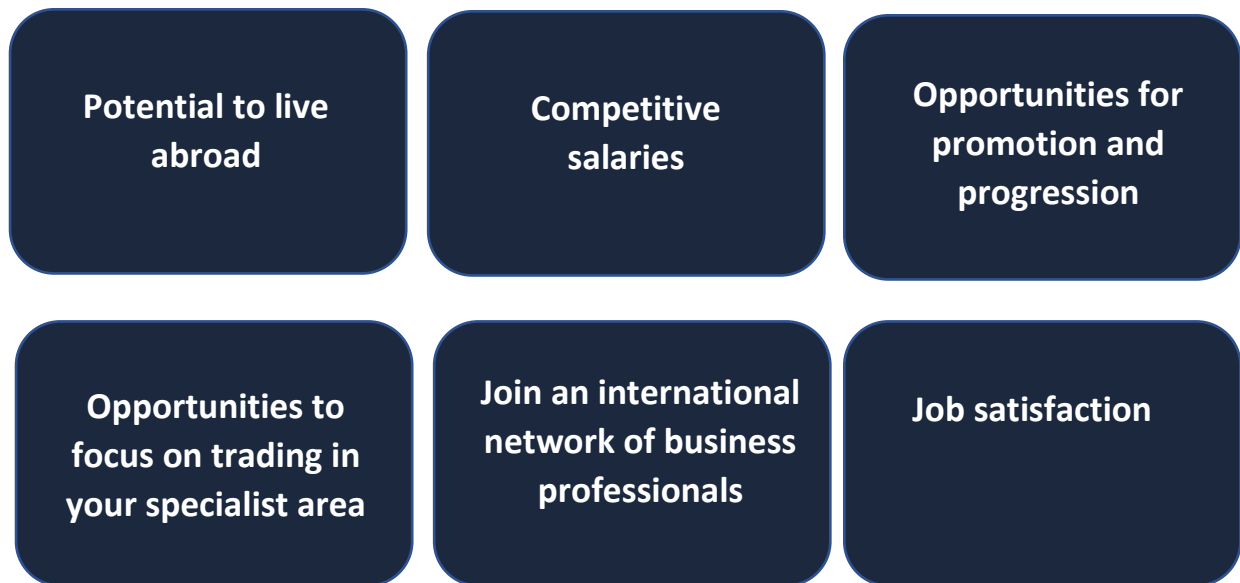 Potential to live
abroad
Competitive
salaries
Opportunities for
promotion and
progression
Opportunities to
focus on trading in
your specialist area
Join an international
network of business
professionals
Job satisfaction